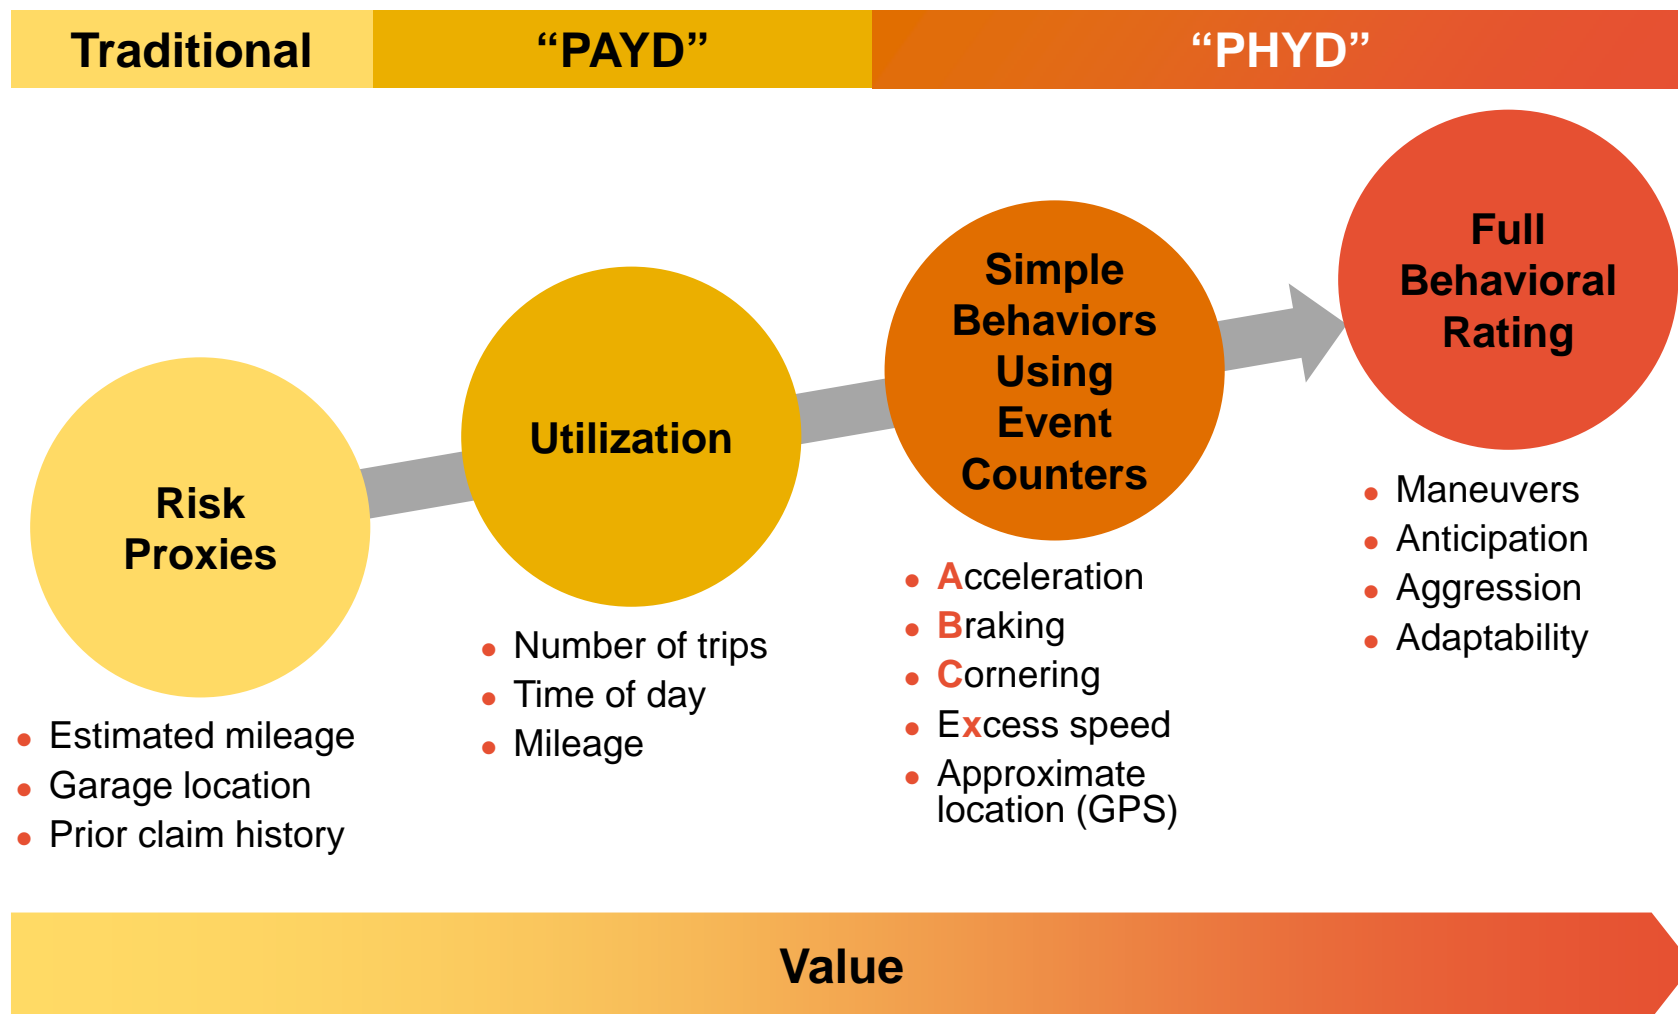 Traditional
“PAYD”
“PHYD”
Risk
Proxies
Estimated mileage
Garage location
Prior claim history
Utilization
Number of trips
Time of day
Mileage
Simple
Behaviors
Using
Event
Counters
Acceleration
Braking
Cornering
Excess speed
Approximate
location (GPS)
Full
Behavioral
Rating
Maneuvers
Anticipation
Aggression
Adaptability
Value